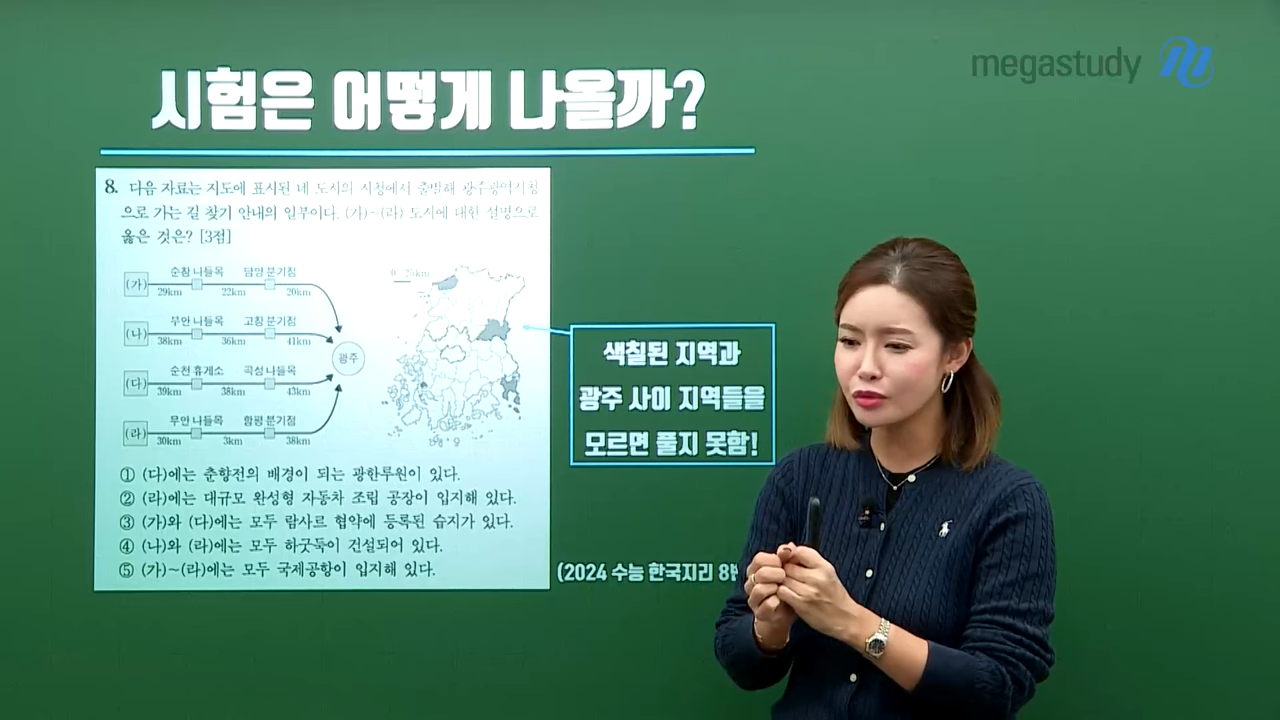 megastudy
시험은 어떻게 나올까?
8. 다음 자료는 지도에 표시된 네 도시의 시청에서 출발해 광주광역시청
으로 가는 길 찾기 안내의 일부이다. (가)~(라) 도시에 대한 설명으로
옳은 것은? [3점]
순창 나들목 담양 분기점
(가) 29km 22km 20km
부안 나들목 고창 분기점
(나) 38km 36km 41km
광주
순천 휴게소 곡성 나들목
(다) 39km 38km 43km
무안 나들목 함평 분기점
(라) 30km 3km 38km
0 25km
① (다)에는 춘향전의 배경이 되는 광한루원이 있다.
② (라)에는 대규모 완성형 자동차 조립 공장이 입지해 있다.
③ (가)와 (다)에는 모두 람사르 협약에 등록된 습지가 있다.
④ (나)와 (라)에는 모두 하굿둑이 건설되어 있다.
⑤ (가)~(라)에는 모두 국제공항이 입지해 있다.
색칠된 지역과
광주 사이 지역들을
모르면 풀지 못함!
(2024 수능 한국지리 8